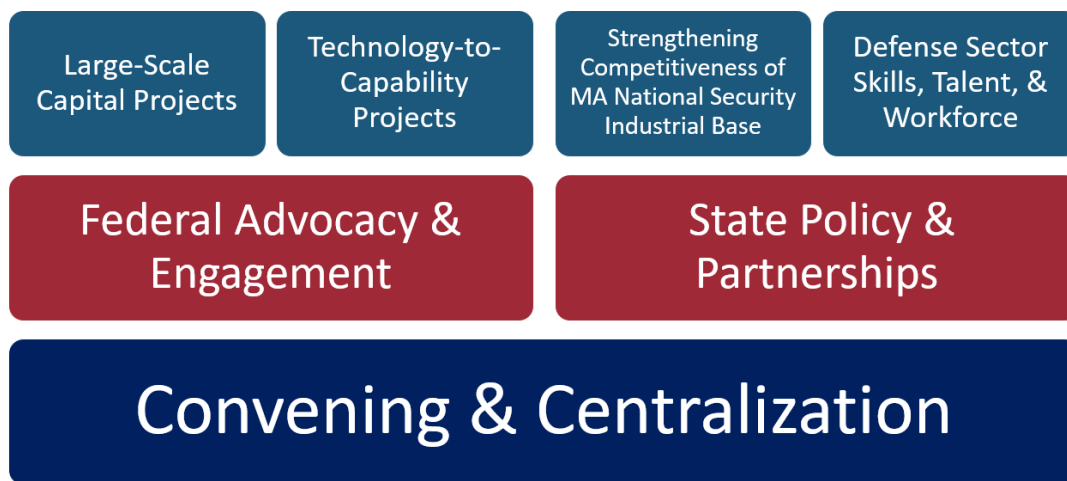 Large-Scale
Capital Projects
Technology-to-
Capability
Projects
Strengthening
Competitiveness of
MA National Security
Industrial Base
Defense Sector
Skills, Talent, &
Workforce
Federal Advocacy &
Engagement
State Policy &
Partnerships
Convening & Centralization